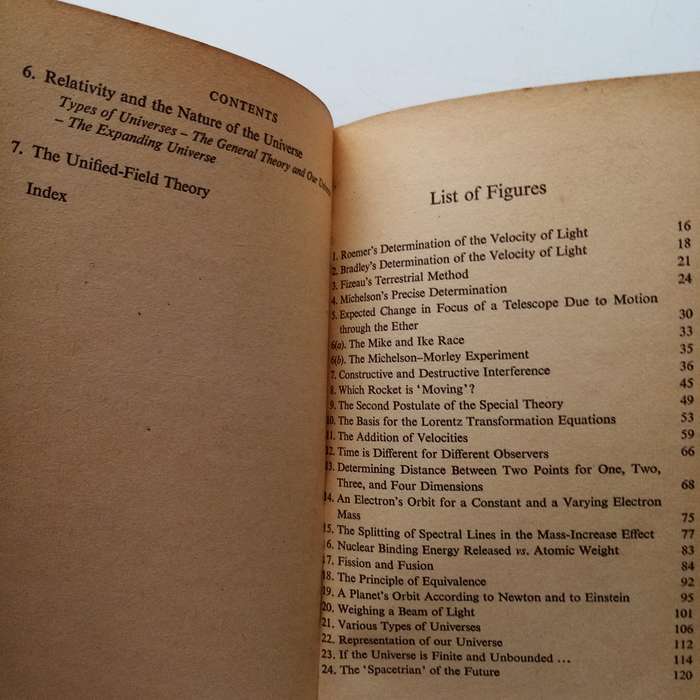 CONTENTS
6. Relativity and the Nature of the Universe
Types of Universes – The General Theory and Our
– The Expanding Universe
7. The Unified-Field Theory
Index
List of Figures
1. Roemer's Determination of the Velocity of Light 16
2. Bradley's Determination of the Velocity of Light 18
3. Fizeau's Terrestrial Method 21
4. Michelson's Precise Determination 24
5. Expected Change in Focus of a Telescope Due to Motion
through the Ether 30
6(a). The Mike and Ike Race 33
6(b). The Michelson–Morley Experiment 35
7. Constructive and Destructive Interference 36
8. Which Rocket is 'Moving'? 45
9. The Second Postulate of the Special Theory 49
10. The Basis for the Lorentz Transformation Equations 53
11. The Addition of Velocities 59
12. Time is Different for Different Observers 66
13. Determining Distance Between Two Points for One, Two,
Three, and Four Dimensions 68
14. An Electron's Orbit for a Constant and a Varying Electron
Mass 75
15. The Splitting of Spectral Lines in the Mass-Increase Effect 77
16. Nuclear Binding Energy Released vs. Atomic Weight 83
17. Fission and Fusion 84
18. The Principle of Equivalence 92
19. A Planet's Orbit According to Newton and to Einstein 95
20. Weighing a Beam of Light 101
21. Various Types of Universes 106
22. Representation of our Universe 112
23. If the Universe is Finite and Unbounded ... 114
24. The 'Spacetrian' of the Future 120